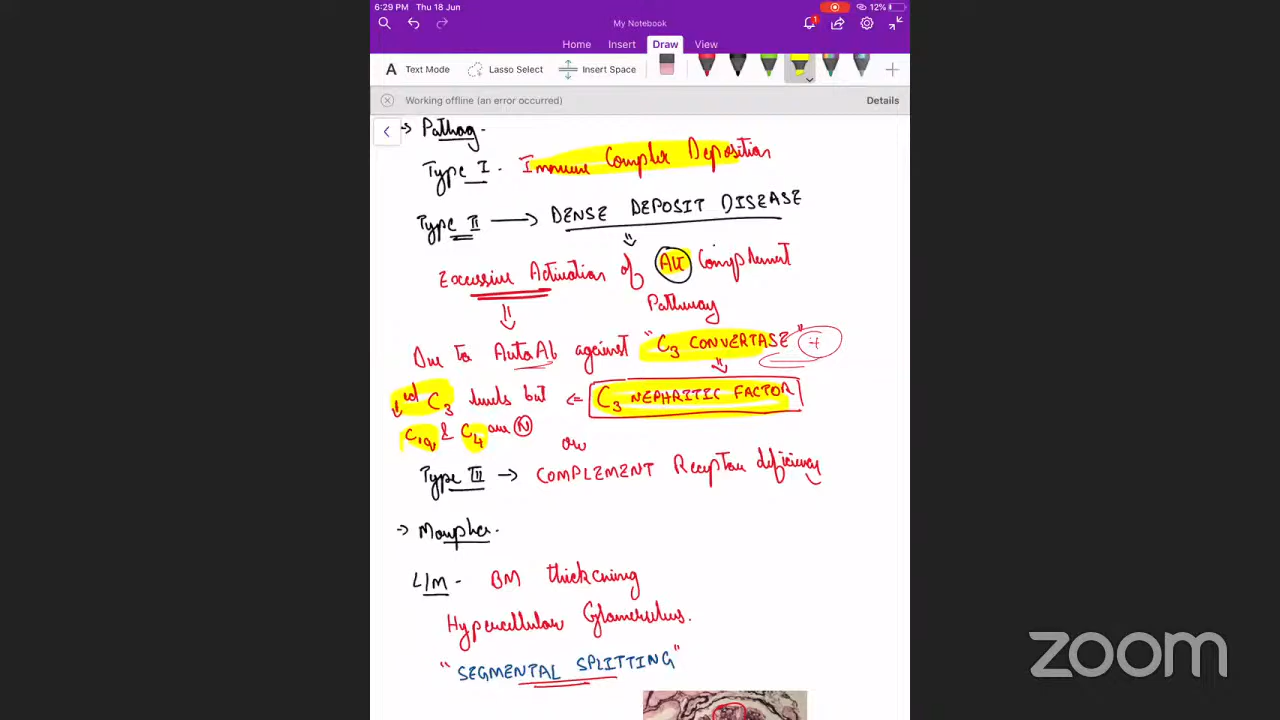 6:29 PM Thu 18 Jun
12%
My Notebook
Home Insert Draw View
A Text Mode Lasso Select Insert Space
Working offline (an error occurred) Details
→ Pathog.
Type I. Immune Complex Deposition
Type II → DENSE DEPOSIT DISEASE
Excessive Activation of Alt Complement
Pathway
Due to AutoAb against "C3 CONVERTASE" +
↓ed C3 levels but ⇐ C3 NEPHRITIC FACTOR
C1q & C4 are N
or
Type III → COMPLEMENT Receptor deficiency
→ Morpho.
L/M - BM thickening
Hypercellular Glomerulus.
"SEGMENTAL SPLITTING"
zoom